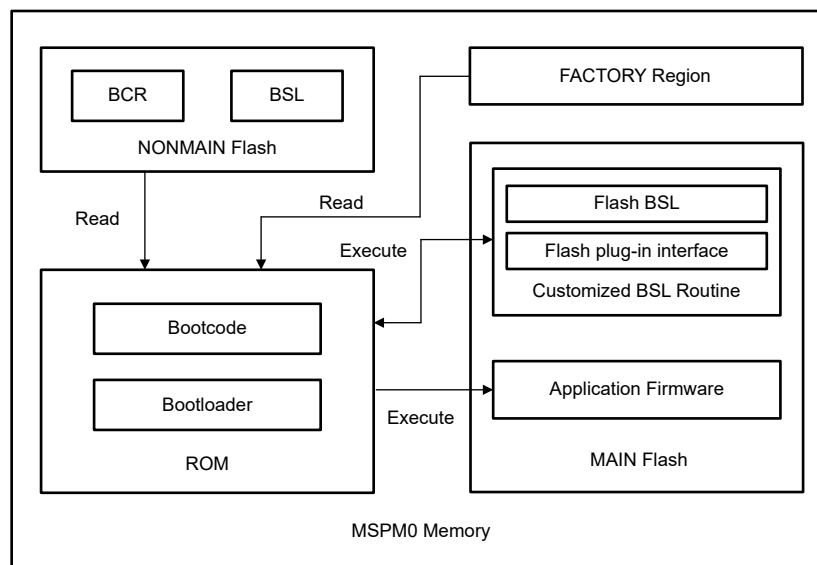 BCR
BSL
NONMAIN Flash
FACTORY Region
Read
Read
Execute
Flash BSL
Flash plug-in interface
Customized BSL Routine
Bootcode
Bootloader
ROM
Execute
Application Firmware
MAIN Flash
MSPM0 Memory